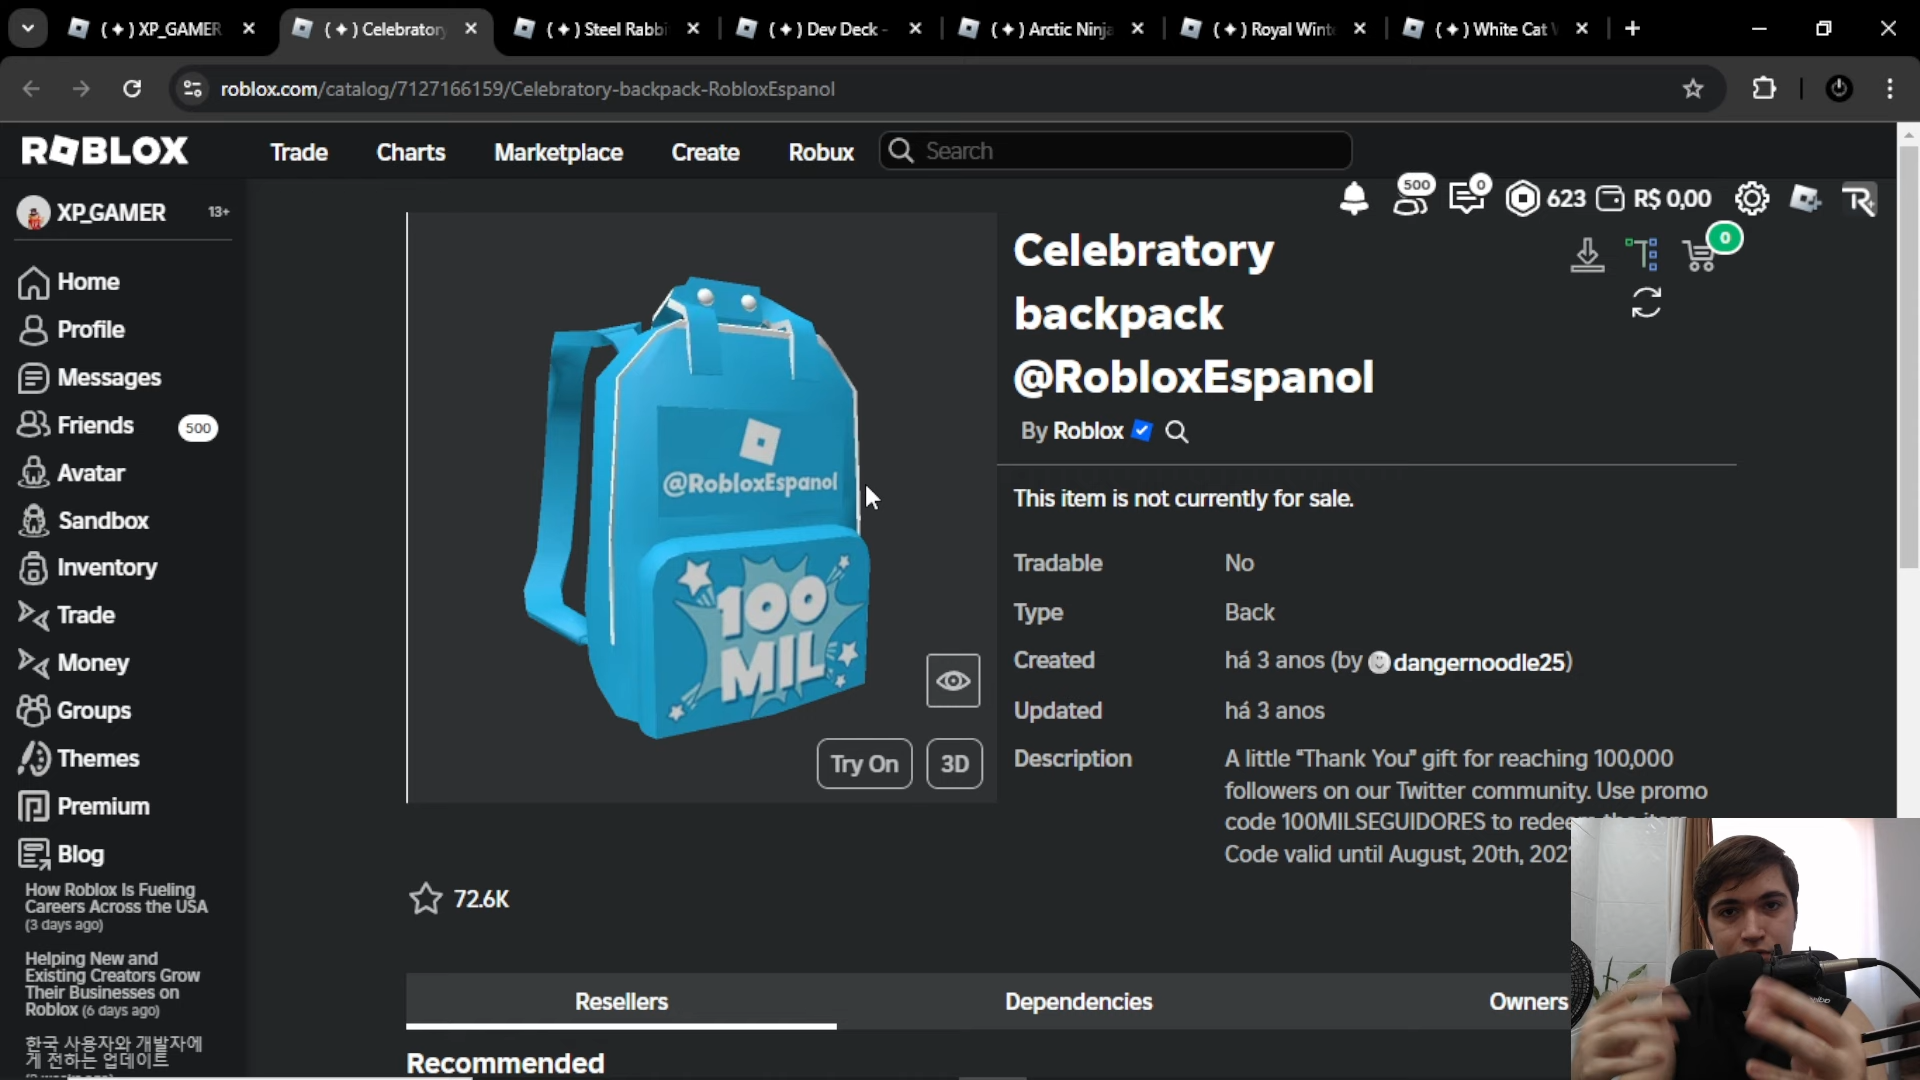 ( ✦ ) XP_GAMER
( ✦ ) Celebratory
( ✦ ) Steel Rabbi
( ✦ ) Dev Deck -
( ✦ ) Arctic Ninja
( ✦ ) Royal Winte
( ✦ ) White Cat
roblox.com/catalog/7127166159/Celebratory-backpack-RobloxEspanol
ROBLOX
Trade
Charts
Marketplace
Create
Robux
Search
XP_GAMER
13+
500
0
623
R$ 0,00
0
Home
Profile
Messages
Friends
500
Avatar
Sandbox
Inventory
Trade
Money
Groups
Themes
Premium
Blog
How Roblox Is Fueling
Careers Across the USA
(3 days ago)
Helping New and
Existing Creators Grow
Their Businesses on
Roblox (6 days ago)
한국 사용자와 개발자에
게 전하는 업데이트
@RobloxEspanol
100
MIL
Try On
3D
72.6K
Celebratory
backpack
@RobloxEspanol
By Roblox
This item is not currently for sale.
Tradable
No
Type
Back
Created
há 3 anos (by dangernoodle25)
Updated
há 3 anos
Description
A little “Thank You” gift for reaching 100,000
followers on our Twitter community. Use promo
code 100MILSEGUIDORES to redeem
Code valid until August, 20th,
Resellers
Dependencies
Owners
Recommended